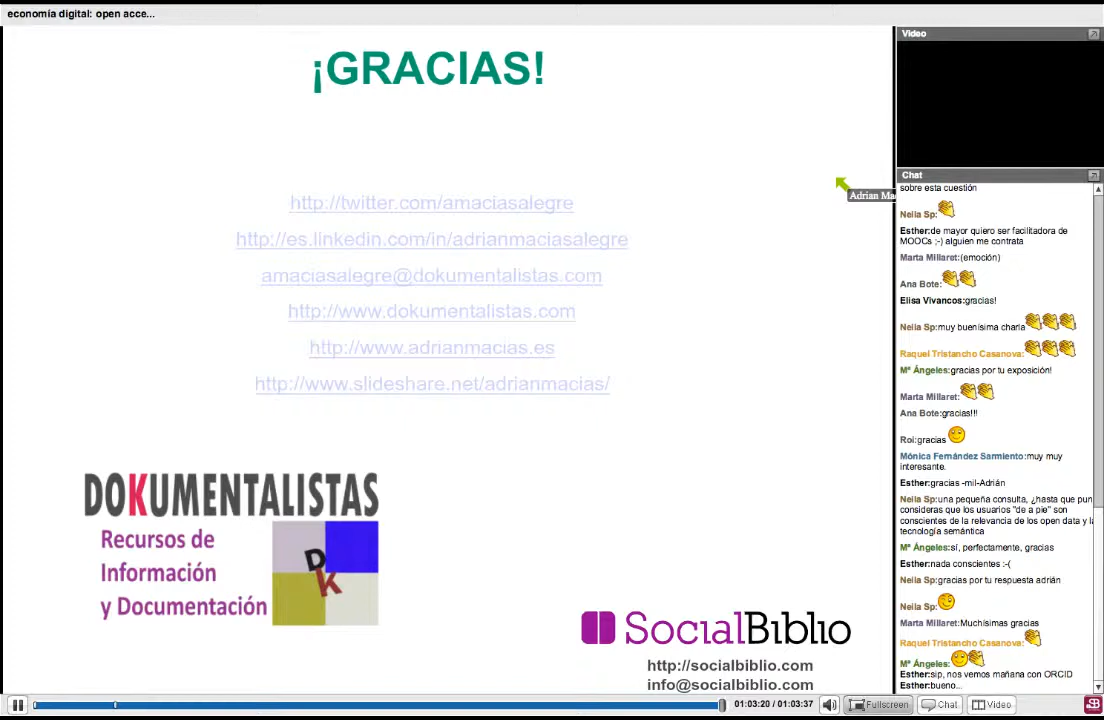 economía digital: open acce...
¡GRACIAS!
http://twitter.com/amaciasalegre
http://es.linkedin.com/in/adrianmaciasalegre
amaciasalegre@dokumentalistas.com
http://www.dokumentalistas.com
http://www.adrianmacias.es
http://www.slideshare.net/adrianmacias/
Adrian Mac
DOKUMENTALISTAS
Recursos de
Información
y Documentación
DK
SocialBiblio
http://socialbiblio.com
info@socialbiblio.com
Video
Chat
sobre esta cuestión
Neila Sp:
Esther:de mayor quiero ser facilitadora de
MOOCs ;-) alguien me contrata
Marta Millaret:(emoción)
Ana Bote:
Elisa Vivancos:gracias!
Neila Sp:muy buenísima charla
Raquel Tristancho Casanova:
Mª Ángeles:gracias por tu exposición!
Marta Millaret:
Ana Bote:gracias!!!
Roi:gracias
Mónica Fernández Sarmiento:muy muy
interesante.
Esther:gracias -mil-Adrián
Neila Sp:una pequeña consulta, ¿hasta que pun
consideras que los usuarios "de a pie" son
conscientes de la relevancia de los open data y la
tecnología semántica
Mª Ángeles:sí, perfectamente, gracias
Esther:nada conscientes :-(
Neila Sp:gracias por tu respuesta adrián
Neila Sp:
Marta Millaret:Muchísimas gracias
Raquel Tristancho Casanova:
Mª Ángeles:
Esther:sip, nos vemos mañana con ORCID
Esther:bueno...
01:03:20 / 01:03:37
Fullscreen
Chat
Video
SB